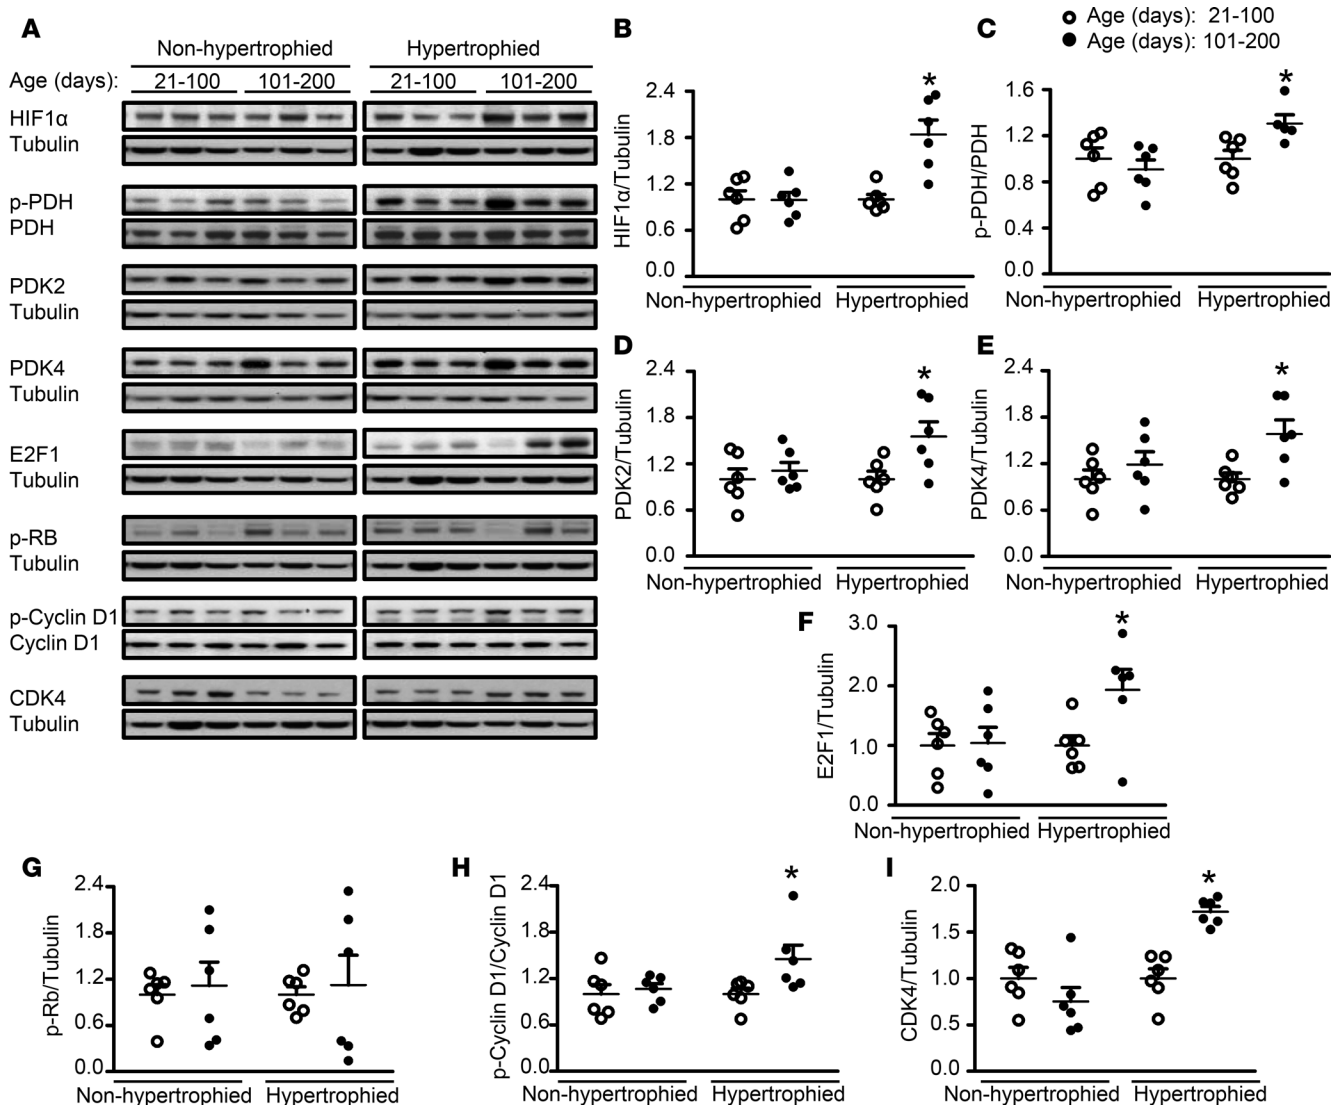 A
Non-hypertrophied Hypertrophied
Age (days): 21-100 101-200 21-100 101-200
HIF1α
Tubulin
p-PDH
PDH
PDK2
Tubulin
PDK4
Tubulin
E2F1
Tubulin
p-RB
Tubulin
p-Cyclin D1
Cyclin D1
CDK4
Tubulin
Age (days): 21-100
Age (days): 101-200
B
HIF1α/Tubulin
2.4
1.8
1.2
0.6
0.0
*
Non-hypertrophied Hypertrophied
C
p-PDH/PDH
1.6
1.2
0.8
0.4
0.0
*
Non-hypertrophied Hypertrophied
D
PDK2/Tubulin
2.4
1.8
1.2
0.6
0.0
*
Non-hypertrophied Hypertrophied
E
PDK4/Tubulin
2.4
1.8
1.2
0.6
0.0
*
Non-hypertrophied Hypertrophied
F
E2F1/Tubulin
3.0
2.0
1.0
0.0
*
Non-hypertrophied Hypertrophied
G
p-Rb/Tubulin
2.4
1.8
1.2
0.6
0.0
Non-hypertrophied Hypertrophied
H
p-Cyclin D1/Cyclin D1
2.4
1.8
1.2
0.6
0.0
*
Non-hypertrophied Hypertrophied
I
CDK4/Tubulin
2.0
1.5
1.0
0.5
0.0
*
Non-hypertrophied Hypertrophied